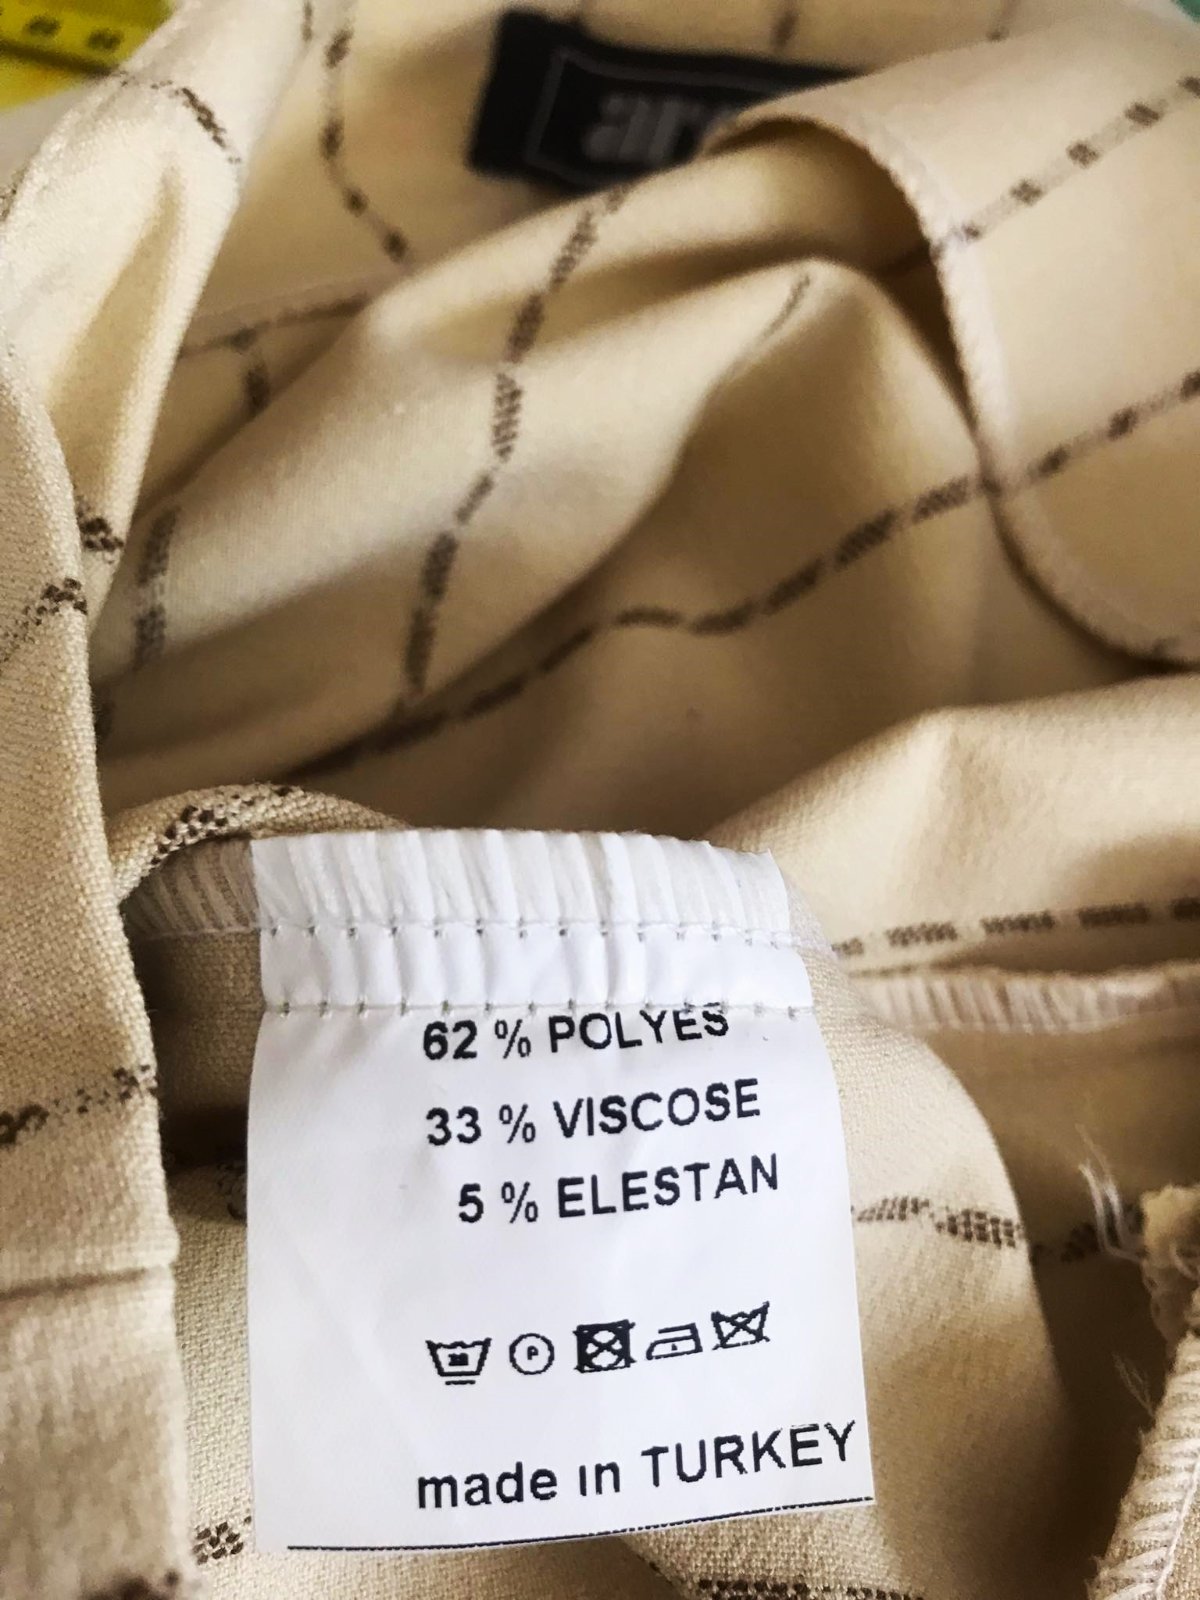 62 % POLYES
33 % VISCOSE
5 % ELESTAN
P
made in TURKEY